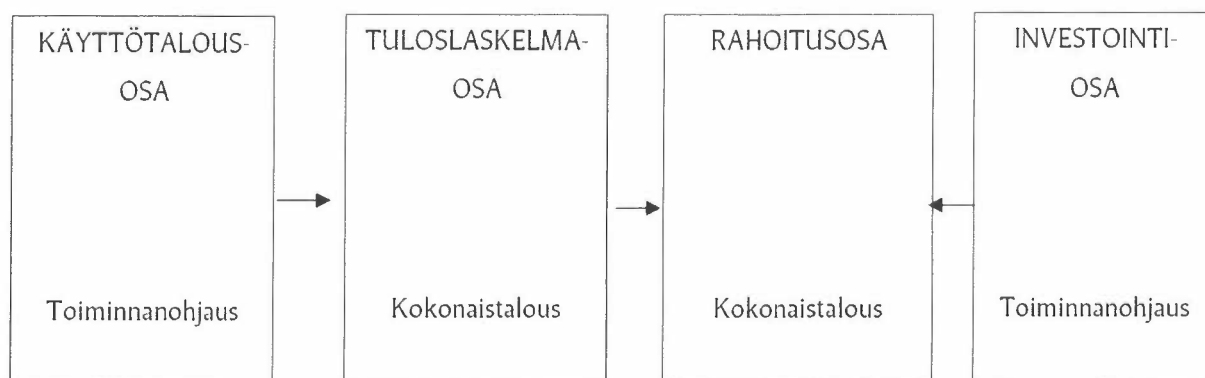 KÄYTTÖTALOUS-
OSA
Toiminnanohjaus
TULOSLASKELMA-
OSA
Kokonaistalous
RAHOITUSOSA
Kokonaistalous
INVESTOINTI-
OSA
Toiminnanohjaus